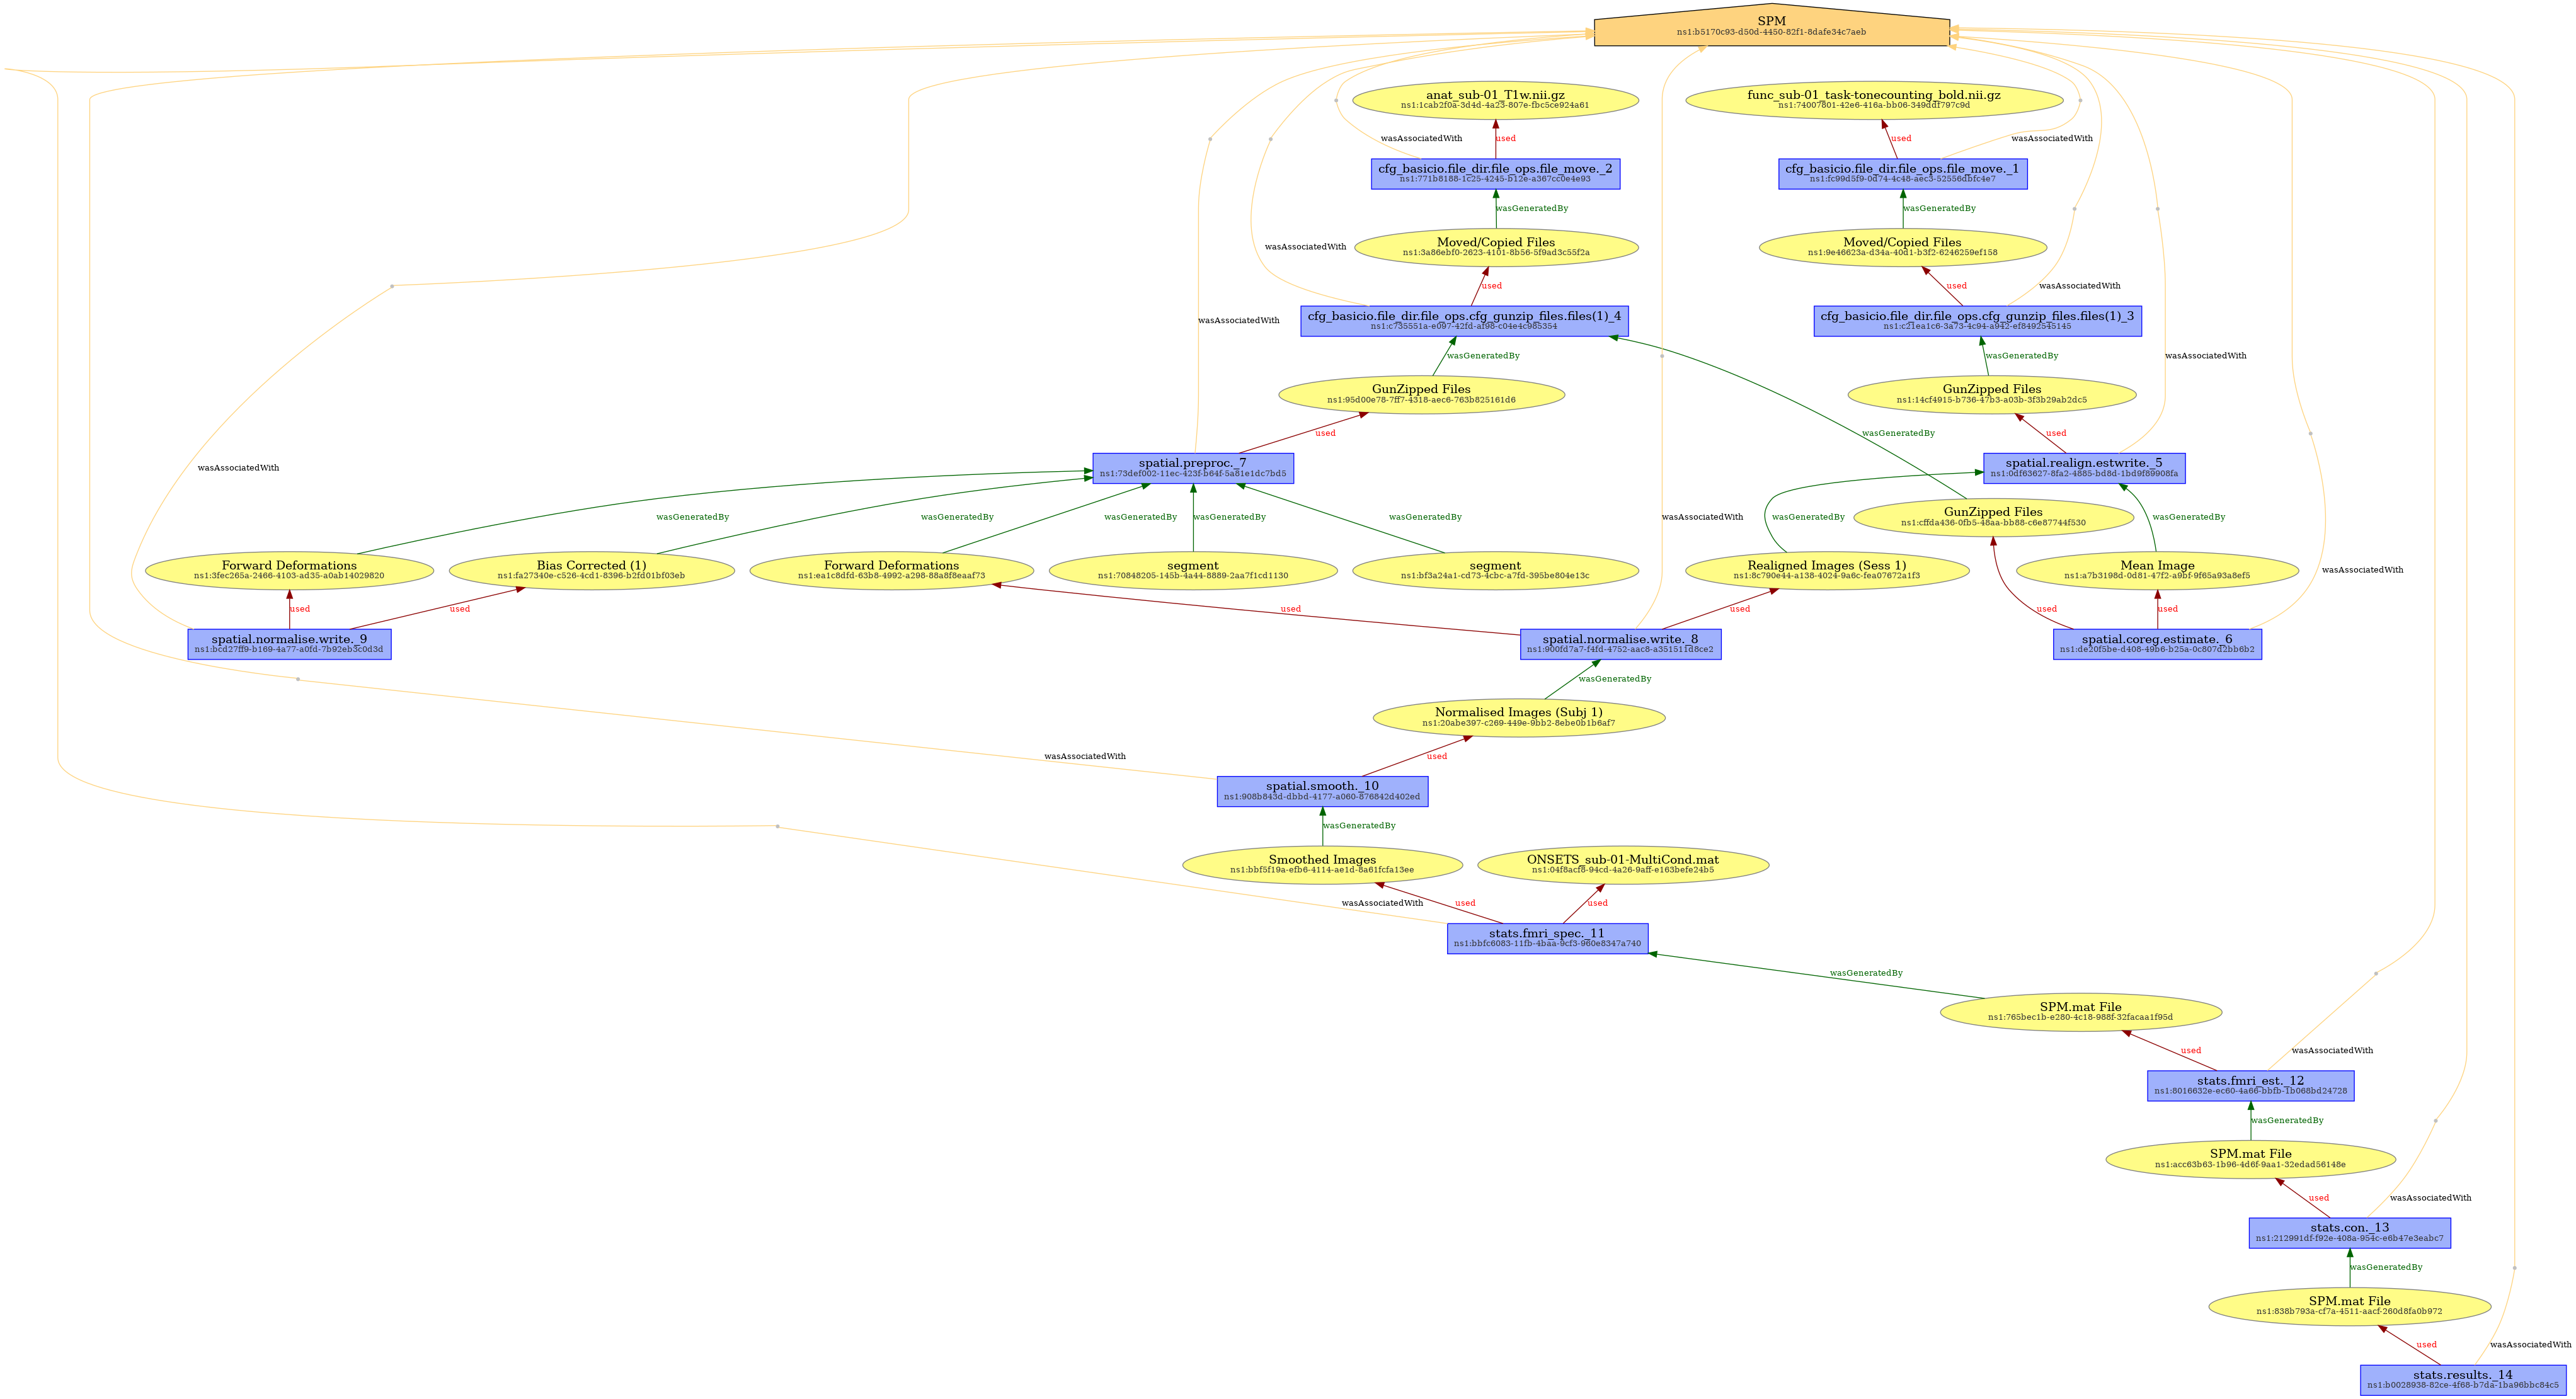 SPM
ns1:b5170c93-d50d-4450-82f1-8dafe34c7aeb
anat_sub-01_T1w.nii.gz
ns1:1cab2f0a-3d4d-4a23-807e-fbc5ce924a61
func_sub-01_task-tonecounting_bold.nii.gz
ns1:74007801-42e6-416a-bb06-349ddf797c9d
wasAssociatedWith
used
used
wasAssociatedWith
cfg_basicio.file_dir.file_ops.file_move._2
ns1:771b8188-1c25-4245-b12e-a367cc0e4e93
cfg_basicio.file_dir.file_ops.file_move._1
ns1:fc99d5f9-0d74-4c48-aec3-52556dbfc4e7
wasGeneratedBy
wasGeneratedBy
Moved/Copied Files
ns1:3a86ebf0-2623-4101-8b56-5f9ad3c55f2a
Moved/Copied Files
ns1:9e46623a-d34a-40d1-b3f2-6246259ef158
wasAssociatedWith
used
used
wasAssociatedWith
cfg_basicio.file_dir.file_ops.cfg_gunzip_files.files(1)_4
ns1:c735551a-e097-42fd-af98-c04e4c985354
cfg_basicio.file_dir.file_ops.cfg_gunzip_files.files(1)_3
ns1:c21ea1c6-3a73-4c94-a942-ef8492545145
wasAssociatedWith
wasGeneratedBy
wasGeneratedBy
wasAssociatedWith
GunZipped Files
ns1:95d00e78-7ff7-4318-aec6-763b825161d6
GunZipped Files
ns1:14cf4915-b736-47b3-a03b-3f3b29ab2dc5
used
wasGeneratedBy
used
wasAssociatedWith
spatial.preproc._7
ns1:73def002-11ec-423f-b64f-5a81e1dc7bd5
spatial.realign.estwrite._5
ns1:0df63627-8fa2-4885-bd8d-1bd9f89908fa
wasGeneratedBy
wasGeneratedBy
wasGeneratedBy
wasGeneratedBy
wasGeneratedBy
wasAssociatedWith
wasGeneratedBy
GunZipped Files
ns1:cffda436-0fb5-48aa-bb88-c6e87744f530
wasGeneratedBy
Forward Deformations
ns1:3fec265a-2466-4103-ad35-a0ab14029820
Bias Corrected (1)
ns1:fa27340e-c526-4cd1-8396-b2fd01bf03eb
Forward Deformations
ns1:ea1c8dfd-63b8-4992-a298-88a8f8eaaf73
segment
ns1:70848205-145b-4a44-8889-2aa7f1cd1130
segment
ns1:bf3a24a1-cd73-4cbc-a7fd-395be804e13c
Realigned Images (Sess 1)
ns1:8c790e44-a138-4024-9a6c-fea07672a1f3
Mean Image
ns1:a7b3198d-0d81-47f2-a9bf-9f65a93a8ef5
wasAssociatedWith
used
used
used
used
used
used
spatial.normalise.write._9
ns1:bcd27ff9-b169-4a77-a0fd-7b92eb3c0d3d
spatial.normalise.write._8
ns1:900fd7a7-f4fd-4752-aac8-a351511d8ce2
spatial.coreg.estimate._6
ns1:de20f5be-d408-49b6-b25a-0c807d2bb6b2
wasGeneratedBy
Normalised Images (Subj 1)
ns1:20abe397-c269-449e-9bb2-8ebe0b1b6af7
wasAssociatedWith
used
spatial.smooth._10
ns1:908b843d-dbbd-4177-a060-876842d402ed
wasGeneratedBy
Smoothed Images
ns1:bbf5f19a-efb6-4114-ae1d-8a61fcfa13ee
ONSETS_sub-01-MultiCond.mat
ns1:04f8acf8-94cd-4a26-9aff-e163befe24b5
wasAssociatedWith
used
used
stats.fmri_spec._11
ns1:bbfc6083-11fb-4baa-9cf3-960e8347a740
wasGeneratedBy
SPM.mat File
ns1:765bec1b-e280-4c18-988f-32facaa1f95d
used
wasAssociatedWith
stats.fmri_est._12
ns1:8016632e-ec60-4a66-bbfb-1b068bd24728
wasGeneratedBy
SPM.mat File
ns1:acc63b63-1b96-4d6f-9aa1-32edad56148e
used
wasAssociatedWith
stats.con._13
ns1:212991df-f92e-408a-954c-e6b47e3eabc7
wasGeneratedBy
SPM.mat File
ns1:838b793a-cf7a-4511-aacf-260d8fa0b972
used
wasAssociatedWith
stats.results._14
ns1:b0028938-82ce-4f68-b7da-1ba96bbc84c5